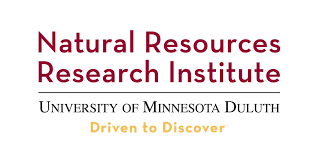 Natural Resources
Research Institute
UNIVERSITY OF MINNESOTA DULUTH
Driven to Discover